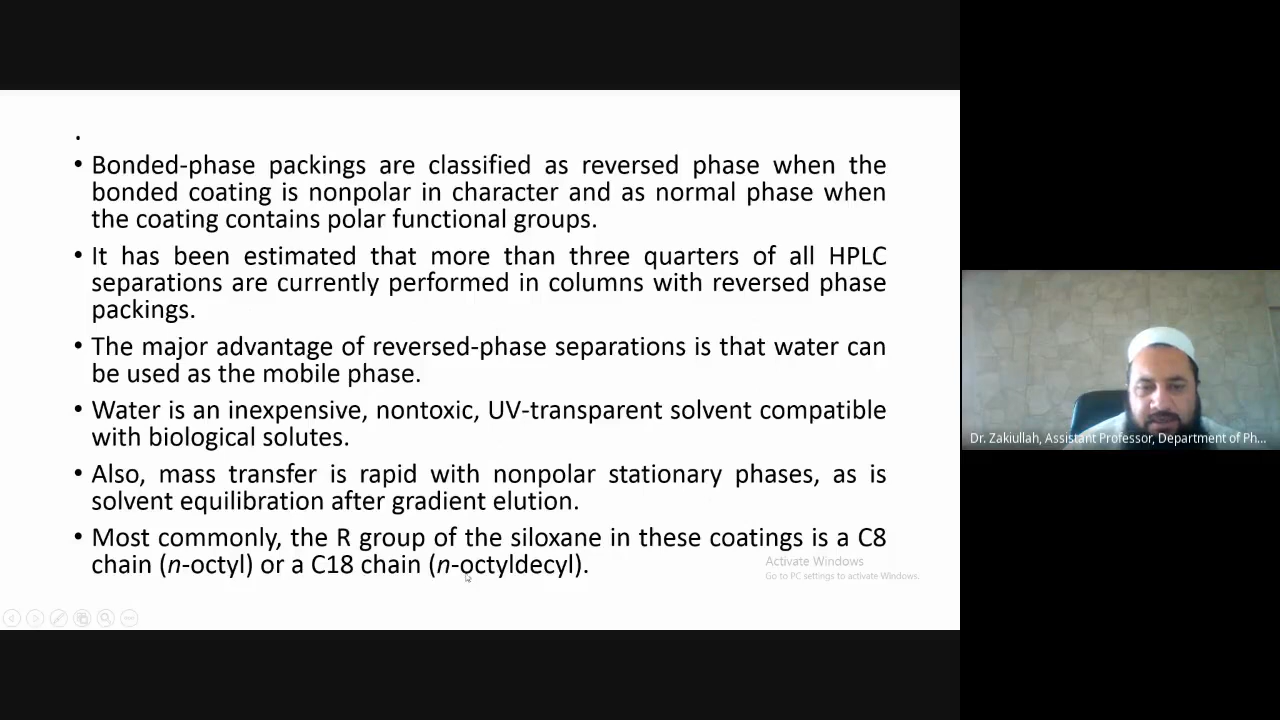 .
• Bonded-phase packings are classified as reversed phase when the
bonded coating is nonpolar in character and as normal phase when
the coating contains polar functional groups.
• It has been estimated that more than three quarters of all HPLC
separations are currently performed in columns with reversed phase
packings.
• The major advantage of reversed-phase separations is that water can
be used as the mobile phase.
• Water is an inexpensive, nontoxic, UV-transparent solvent compatible
with biological solutes.
• Also, mass transfer is rapid with nonpolar stationary phases, as is
solvent equilibration after gradient elution.
• Most commonly, the R group of the siloxane in these coatings is a C8
chain (n-octyl) or a C18 chain (n-octyldecyl).
Activate Windows
Go to PC settings to activate Windows.
Dr. Zakiullah, Assistant Professor, Department of Ph...